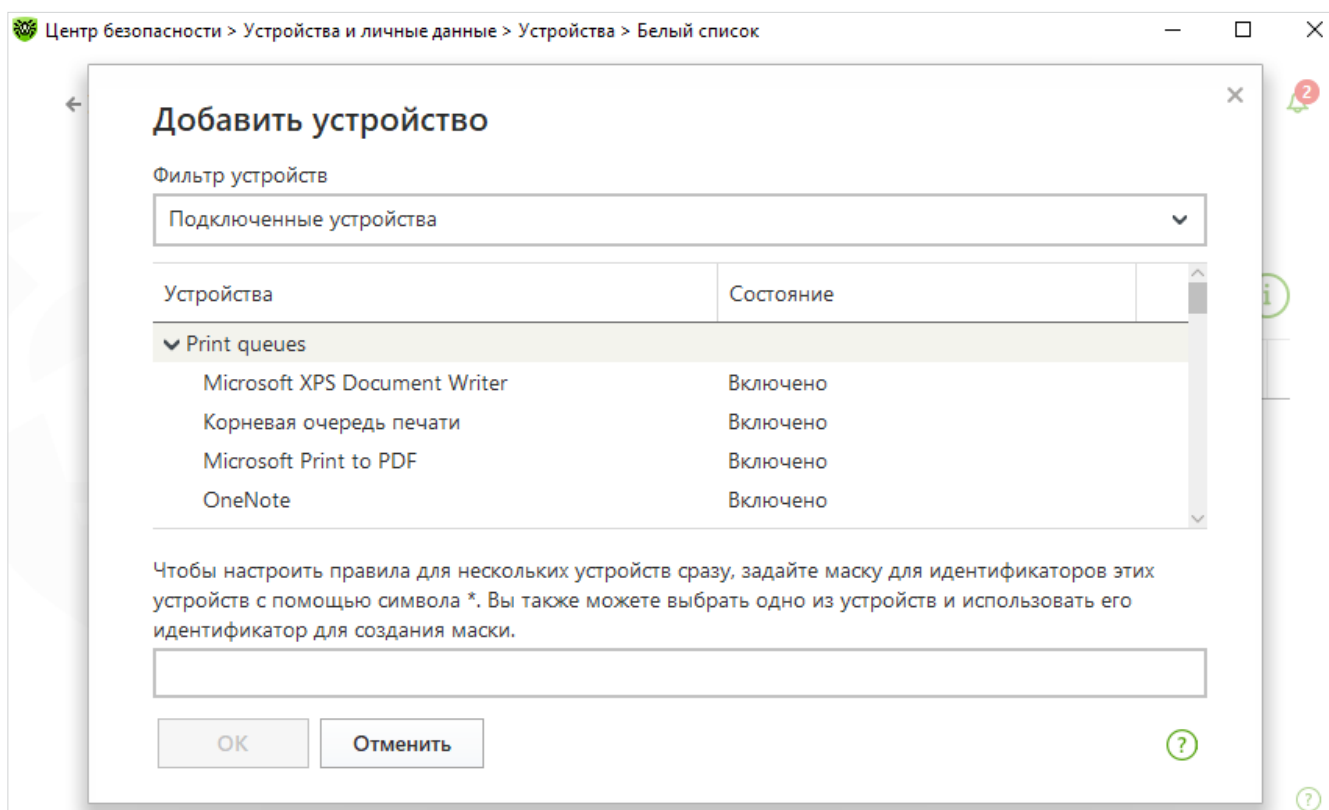 Центр безопасности > Устройства и личные данные > Устройства > Белый список
2
Добавить устройство
Фильтр устройств
Подключенные устройства
Устройства Состояние
i
Print queues
Microsoft XPS Document Writer Включено
Корневая очередь печати Включено
Microsoft Print to PDF Включено
OneNote Включено
Чтобы настроить правила для нескольких устройств сразу, задайте маску для идентификаторов этих
устройств с помощью символа *. Вы также можете выбрать одно из устройств и использовать его
идентификатор для создания маски.
ОК Отменить ?
?